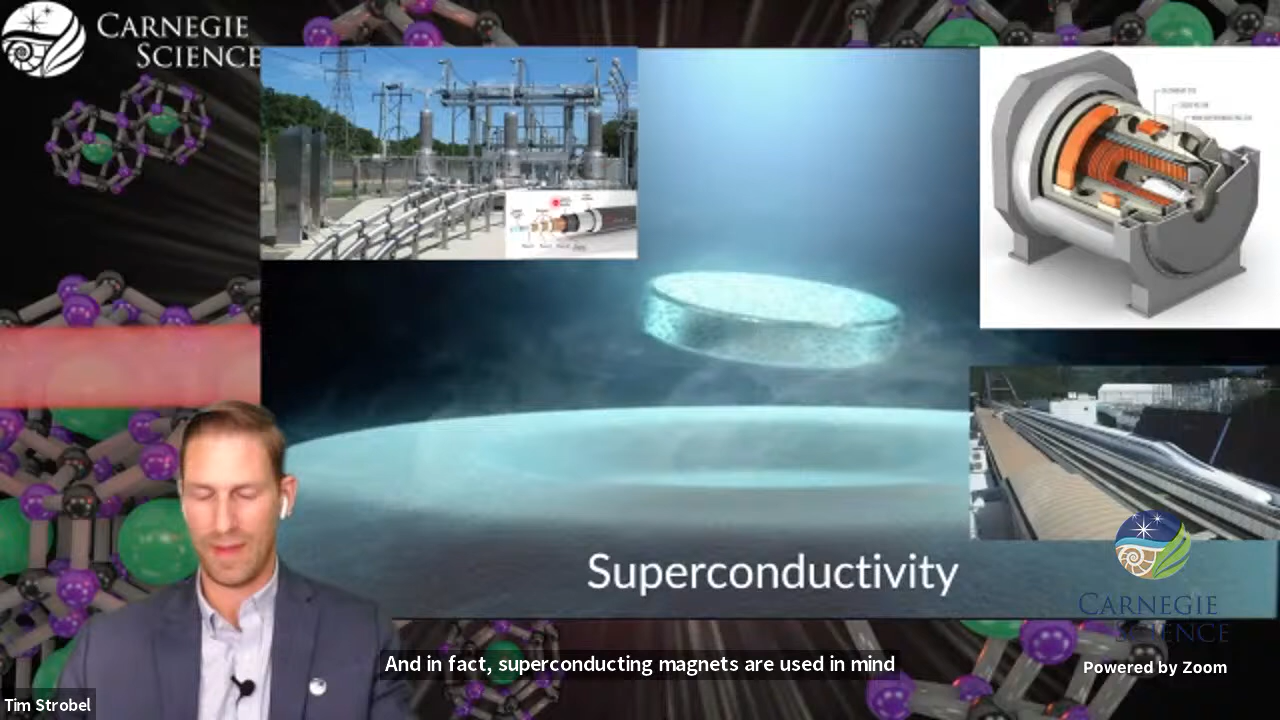 CARNEGIE
SCIENCE
Superconductivity
CARNEGIE
SCIENCE
And in fact, superconducting magnets are used in mind
Powered by Zoom
Tim Strobel